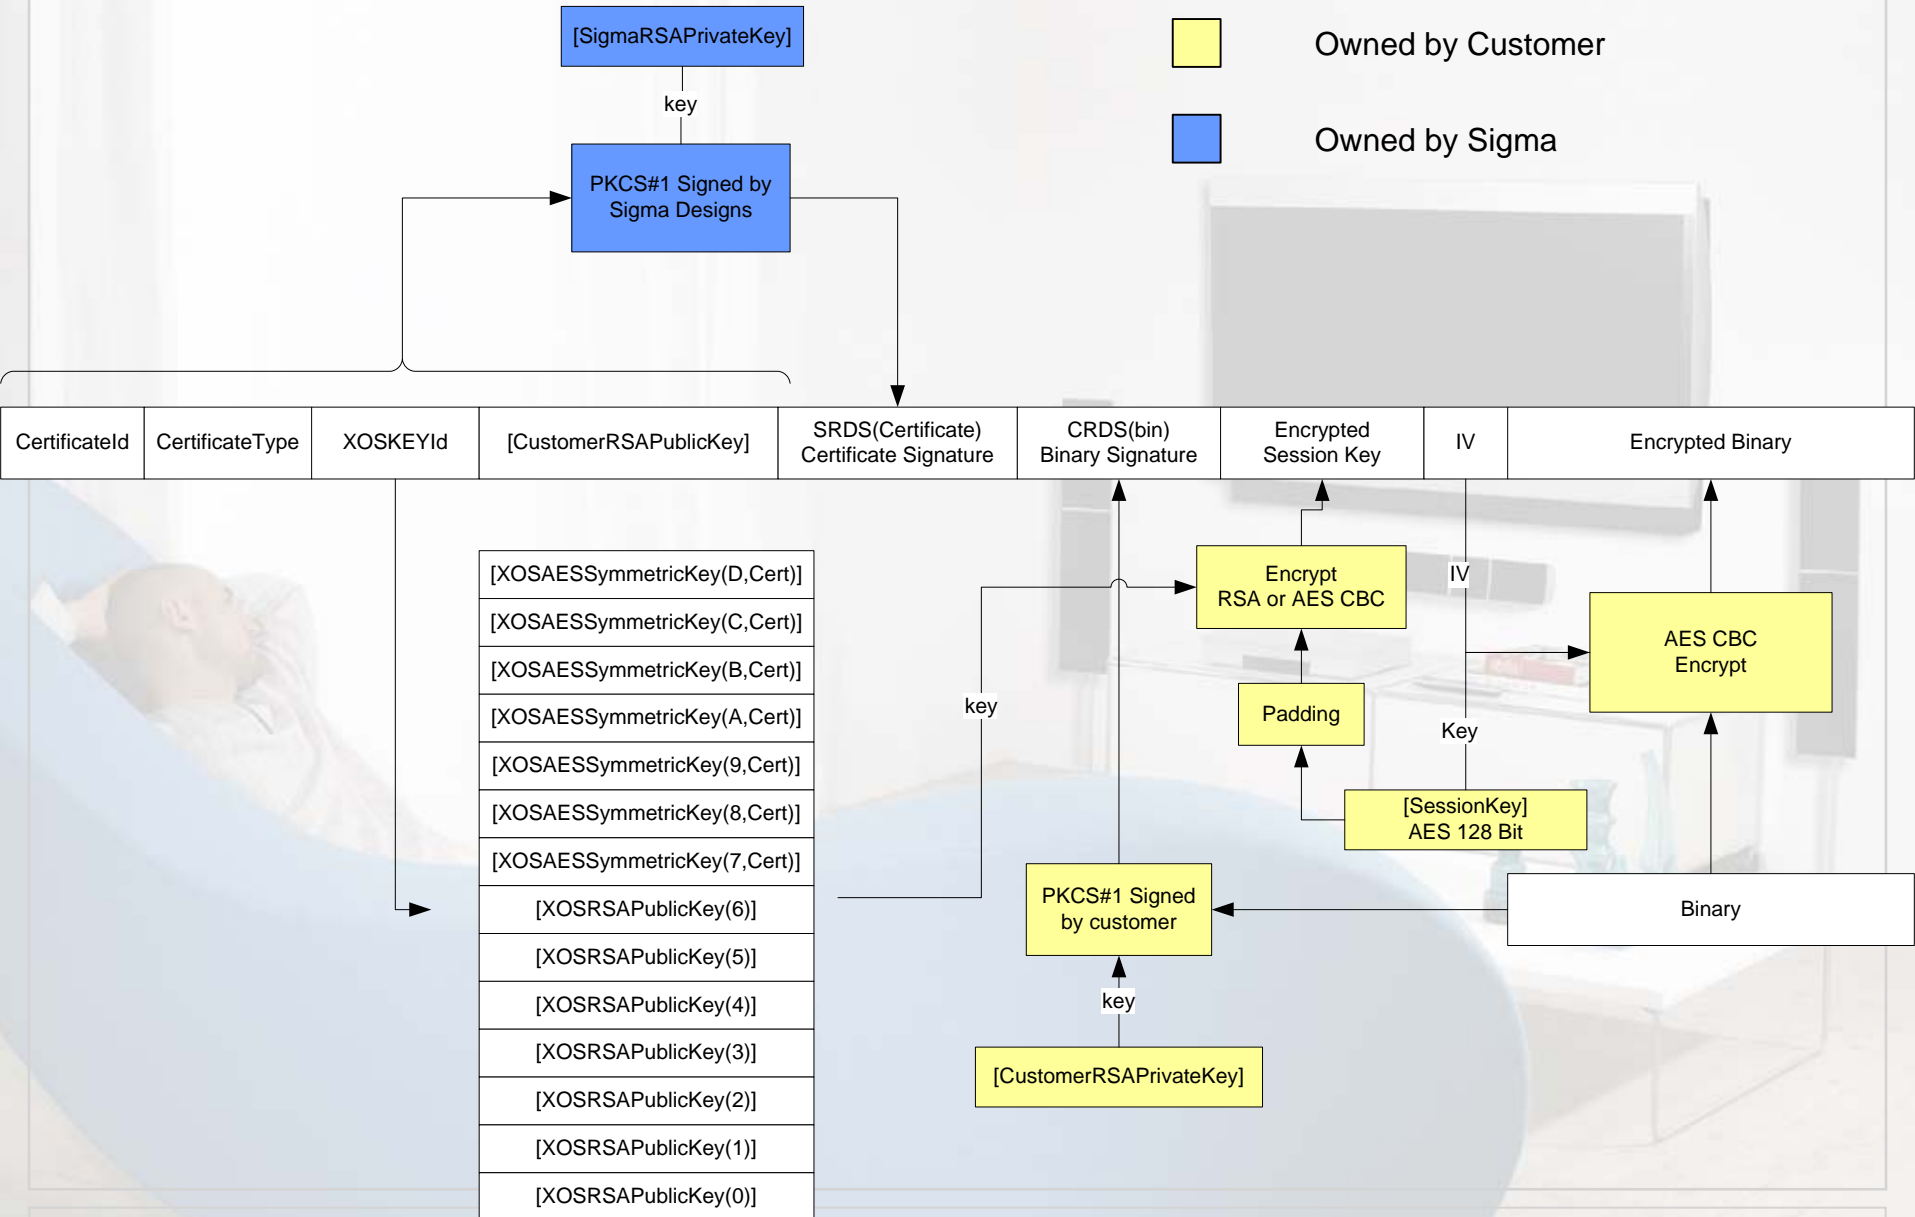 [SigmaRSAPrivateKey]
Owned by Customer
key
Owned by Sigma
PKCS#1 Signed by
Sigma Designs
CertificateId
CertificateType
XOSKEYId
[CustomerRSAPublicKey]
SRDS(Certificate)
Certificate Signature
CRDS(bin)
Binary Signature
Encrypted
Session Key
IV
Encrypted Binary
[XOSAESSymmetricKey(D,Cert)]
[XOSAESSymmetricKey(C,Cert)]
[XOSAESSymmetricKey(B,Cert)]
[XOSAESSymmetricKey(A,Cert)]
[XOSAESSymmetricKey(9,Cert)]
[XOSAESSymmetricKey(8,Cert)]
[XOSAESSymmetricKey(7,Cert)]
[XOSRSAPublicKey(6)]
[XOSRSAPublicKey(5)]
[XOSRSAPublicKey(4)]
[XOSRSAPublicKey(3)]
[XOSRSAPublicKey(2)]
[XOSRSAPublicKey(1)]
[XOSRSAPublicKey(0)]
key
Encrypt
RSA or AES CBC
IV
AES CBC
Encrypt
Padding
Key
[SessionKey]
AES 128 Bit
PKCS#1 Signed
by customer
Binary
key
[CustomerRSAPrivateKey]